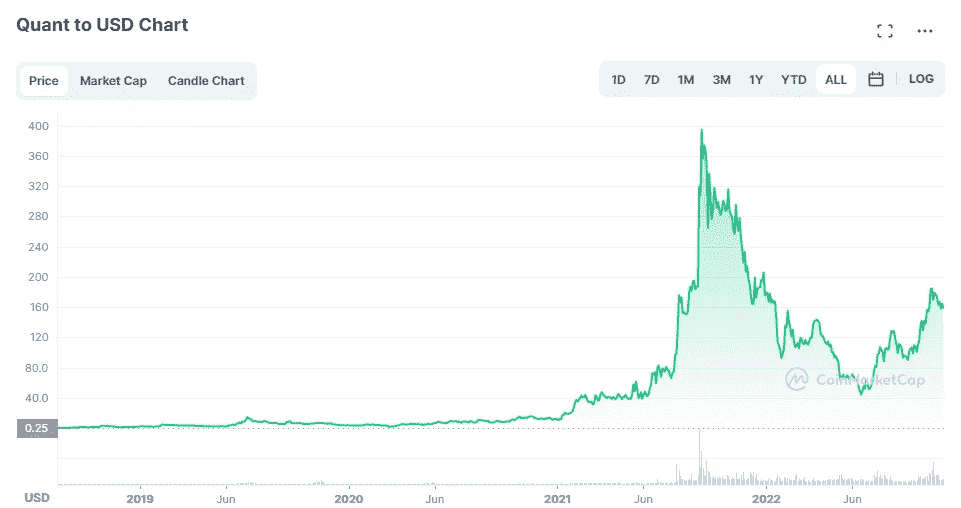 Quant to USD Chart
Price Market Cap Candle Chart
1D 7D 1M 3M 1Y YTD ALL LOG
400
360
320
280
240
200
160
120
80.0
40.0
0.25
CoinMarketCap
USD 2019 Jun 2020 Jun 2021 Jun 2022 Jun